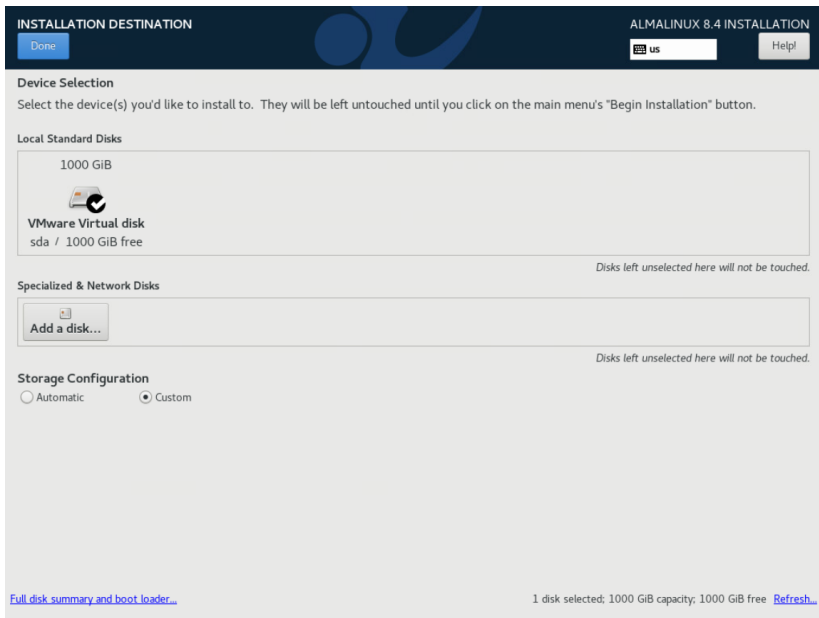 INSTALLATION DESTINATION
ALMALINUX 8.4 INSTALLATION
Done
us
Help!
Device Selection
Select the device(s) you'd like to install to. They will be left untouched until you click on the main menu's "Begin Installation" button.
Local Standard Disks
1000 GiB
VMware Virtual disk
sda / 1000 GiB free
Disks left unselected here will not be touched.
Specialized & Network Disks
Add a disk...
Disks left unselected here will not be touched.
Storage Configuration
Automatic Custom
Full disk summary and boot loader... 1 disk selected; 1000 GiB capacity; 1000 GiB free Refresh...